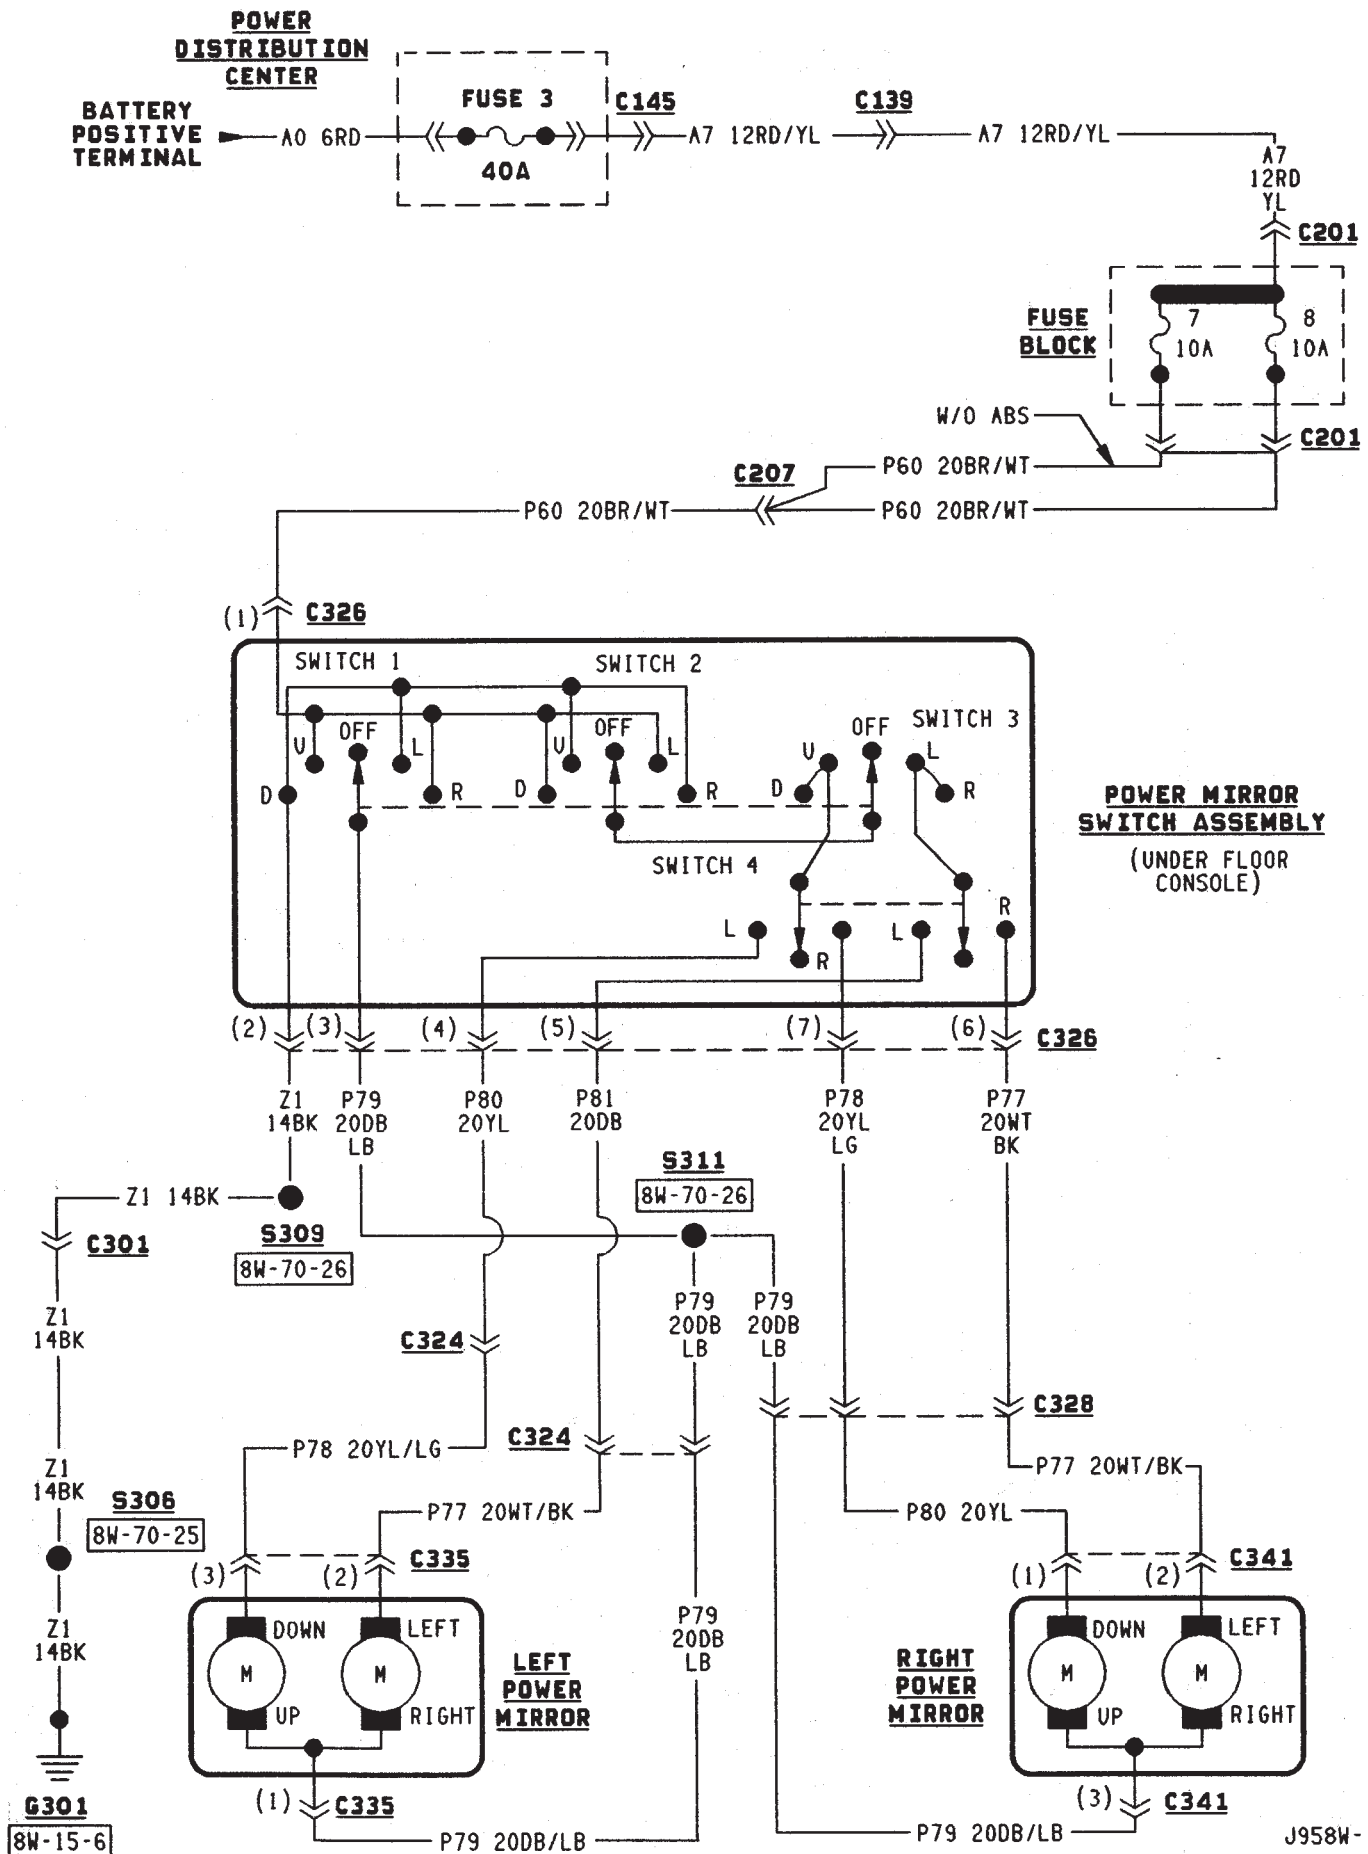 POWER
DISTRIBUTION
CENTER
BATTERY
POSITIVE
TERMINAL
A0 6RD
FUSE 3
40A
C145
A7 12RD/YL
C139
A7 12RD/YL
A7
12RD
YL
C201
FUSE
BLOCK
7
10A
8
10A
W/O ABS
C201
C207
P60 20BR/WT
P60 20BR/WT
P60 20BR/WT
(1)
C326
SWITCH 1
SWITCH 2
SWITCH 3
SWITCH 4
U
OFF
L
D
R
OFF
L
D
R
U
OFF
L
D
R
L
R
L
R
POWER MIRROR
SWITCH ASSEMBLY
(UNDER FLOOR
CONSOLE)
(2)
(3)
(4)
(5)
(7)
(6)
C326
Z1
14BK
P79
20DB
LB
P80
20YL
P81
20DB
P78
20YL
LG
P77
20WT
BK
S311
8W-70-26
Z1 14BK
S309
8W-70-26
C301
Z1
14BK
P79
20DB
LB
P79
20DB
LB
C324
C328
C324
P78 20YL/LG
P77 20WT/BK
Z1
14BK
S306
8W-70-25
P77 20WT/BK
P80 20YL
(3)
(2)
C335
(1)
(2)
C341
Z1
14BK
DOWN
LEFT
M
M
UP
RIGHT
LEFT
POWER
MIRROR
P79
20DB
LB
RIGHT
POWER
MIRROR
DOWN
LEFT
M
M
UP
RIGHT
(1)
C335
(3)
C341
G301
8W-15-6
P79 20DB/LB
P79 20DB/LB
J958W-